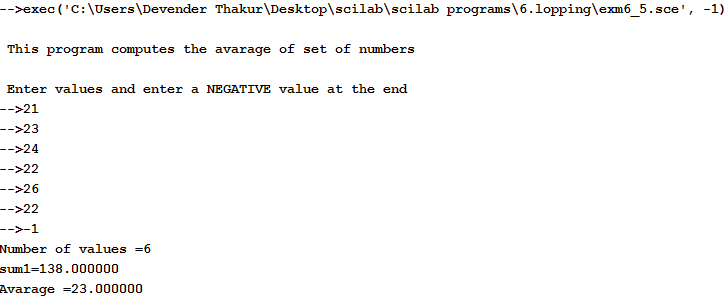 -->exec('C:\Users\Devender Thakur\Desktop\scilab\scilab programs\6.lopping\exm6_5.sce', -1)
This program computes the avarage of set of numbers
Enter values and enter a NEGATIVE value at the end
-->21
-->23
-->24
-->22
-->26
-->22
-->-1
Number of values =6
sum1=138.000000
Avarage =23.000000